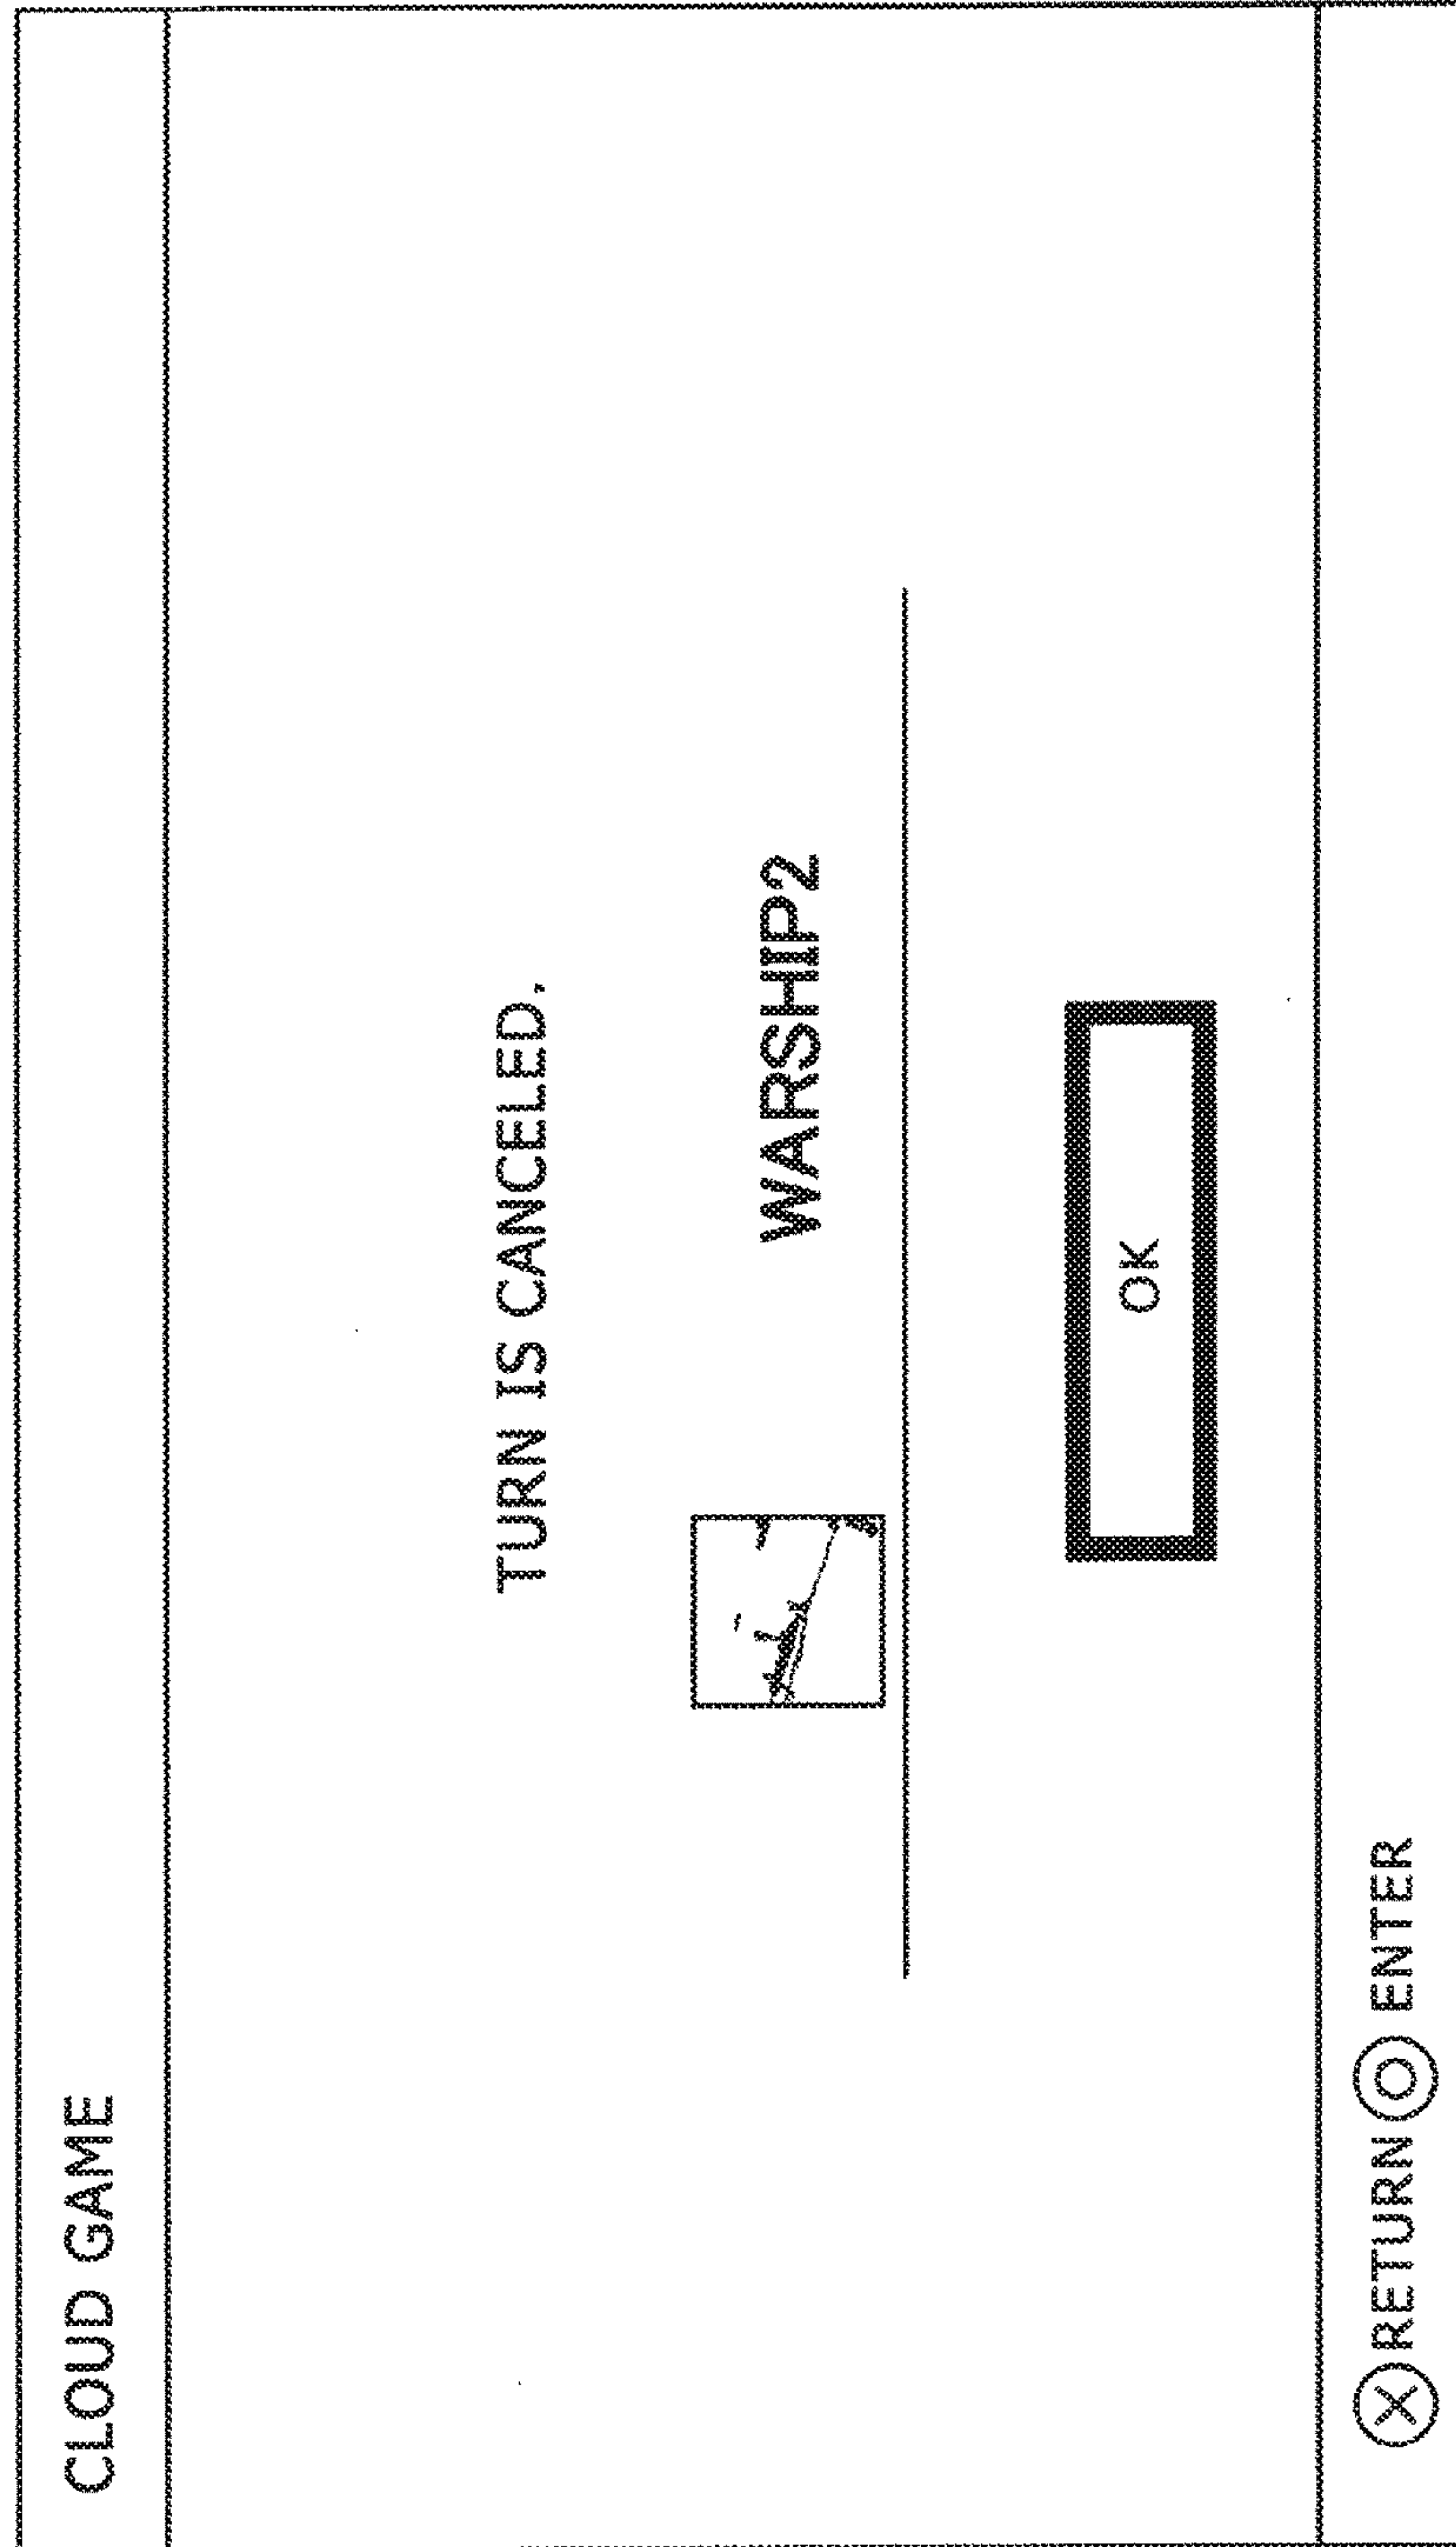 CLOUD GAME
TURN IS CANCELED.
WARSHIP2
OK
X RETURN O ENTER